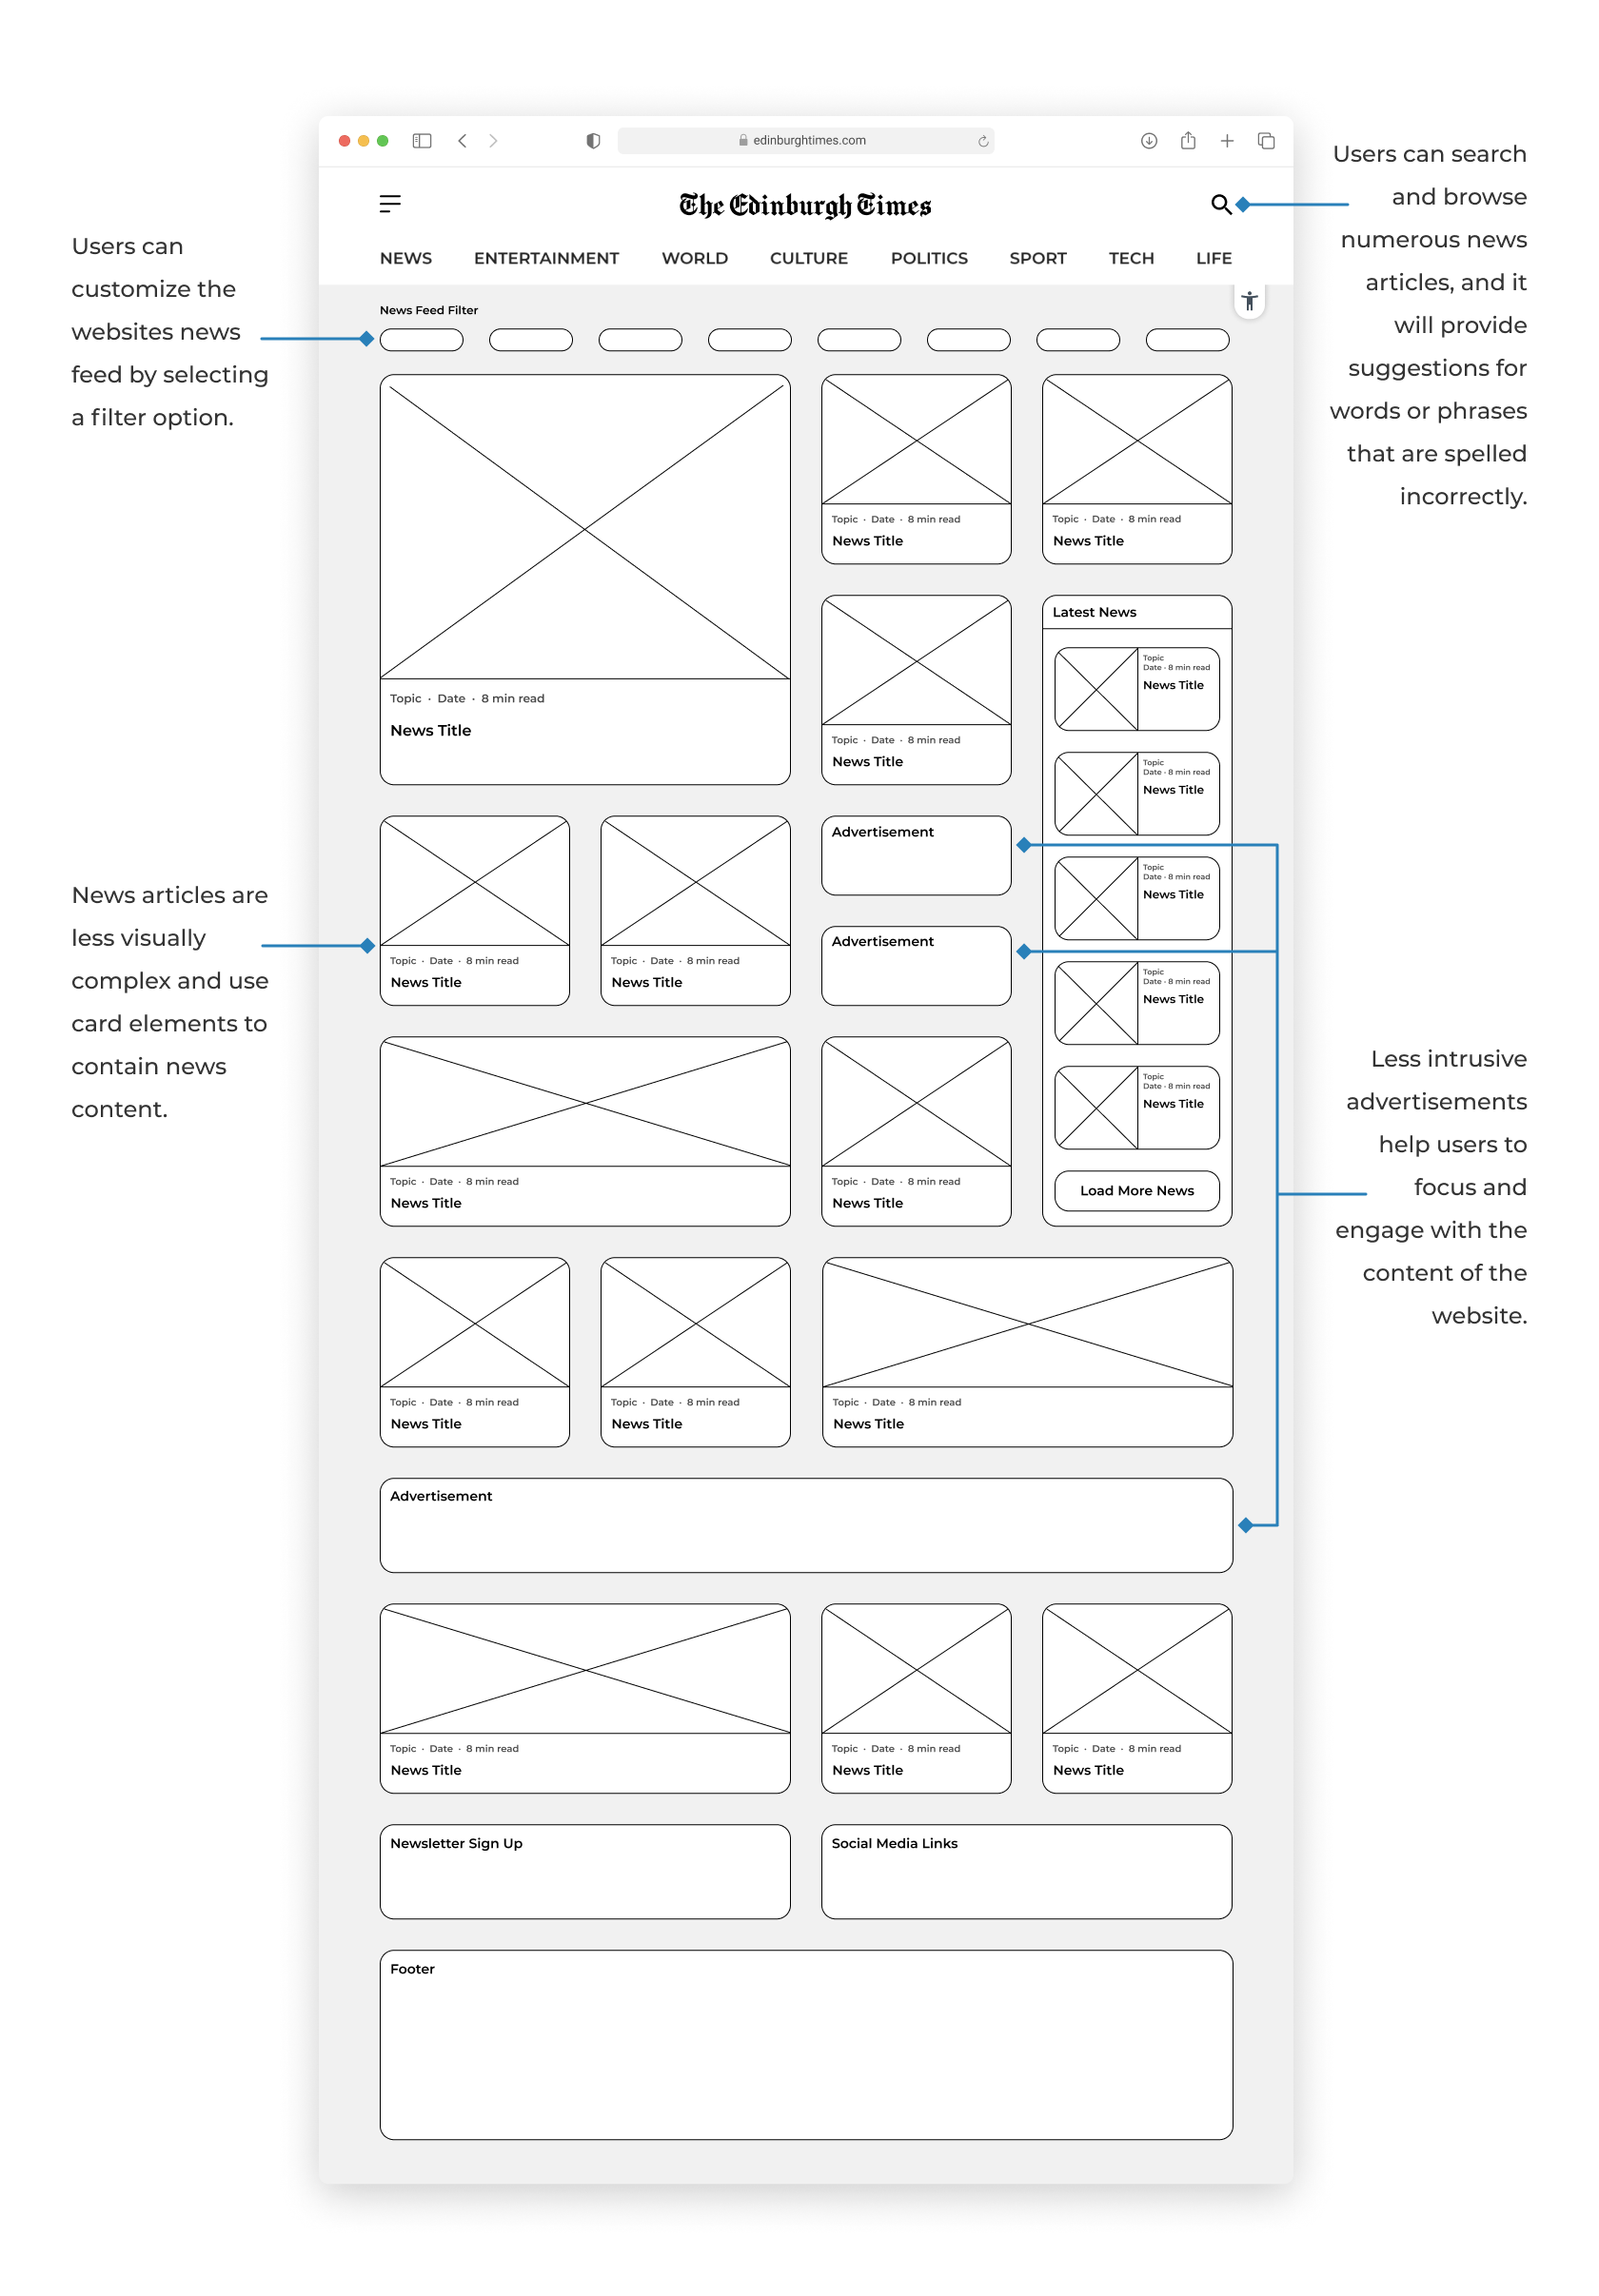 edinburghtimes.com
The Edinburgh Times
NEWS ENTERTAINMENT WORLD CULTURE POLITICS SPORT TECH LIFE
Users can search
and browse
numerous news
articles, and it
will provide
suggestions for
words or phrases
that are spelled
incorrectly.
Users can
customize the
websites news
feed by selecting
a filter option.
News Feed Filter
Topic · Date · 8 min read
News Title
Topic · Date · 8 min read
News Title
Topic · Date · 8 min read
News Title
Topic · Date · 8 min read
News Title
Latest News
Topic
Date · 8 min read
News Title
Topic
Date · 8 min read
News Title
Topic
Date · 8 min read
News Title
Topic
Date · 8 min read
News Title
Topic
Date · 8 min read
News Title
Load More News
News articles are
less visually
complex and use
card elements to
contain news
content.
Topic · Date · 8 min read
News Title
Topic · Date · 8 min read
News Title
Advertisement
Advertisement
Less intrusive
advertisements
help users to
focus and
engage with the
content of the
website.
Topic · Date · 8 min read
News Title
Topic · Date · 8 min read
News Title
Topic · Date · 8 min read
News Title
Topic · Date · 8 min read
News Title
Topic · Date · 8 min read
News Title
Advertisement
Topic · Date · 8 min read
News Title
Topic · Date · 8 min read
News Title
Topic · Date · 8 min read
News Title
Newsletter Sign Up
Social Media Links
Footer